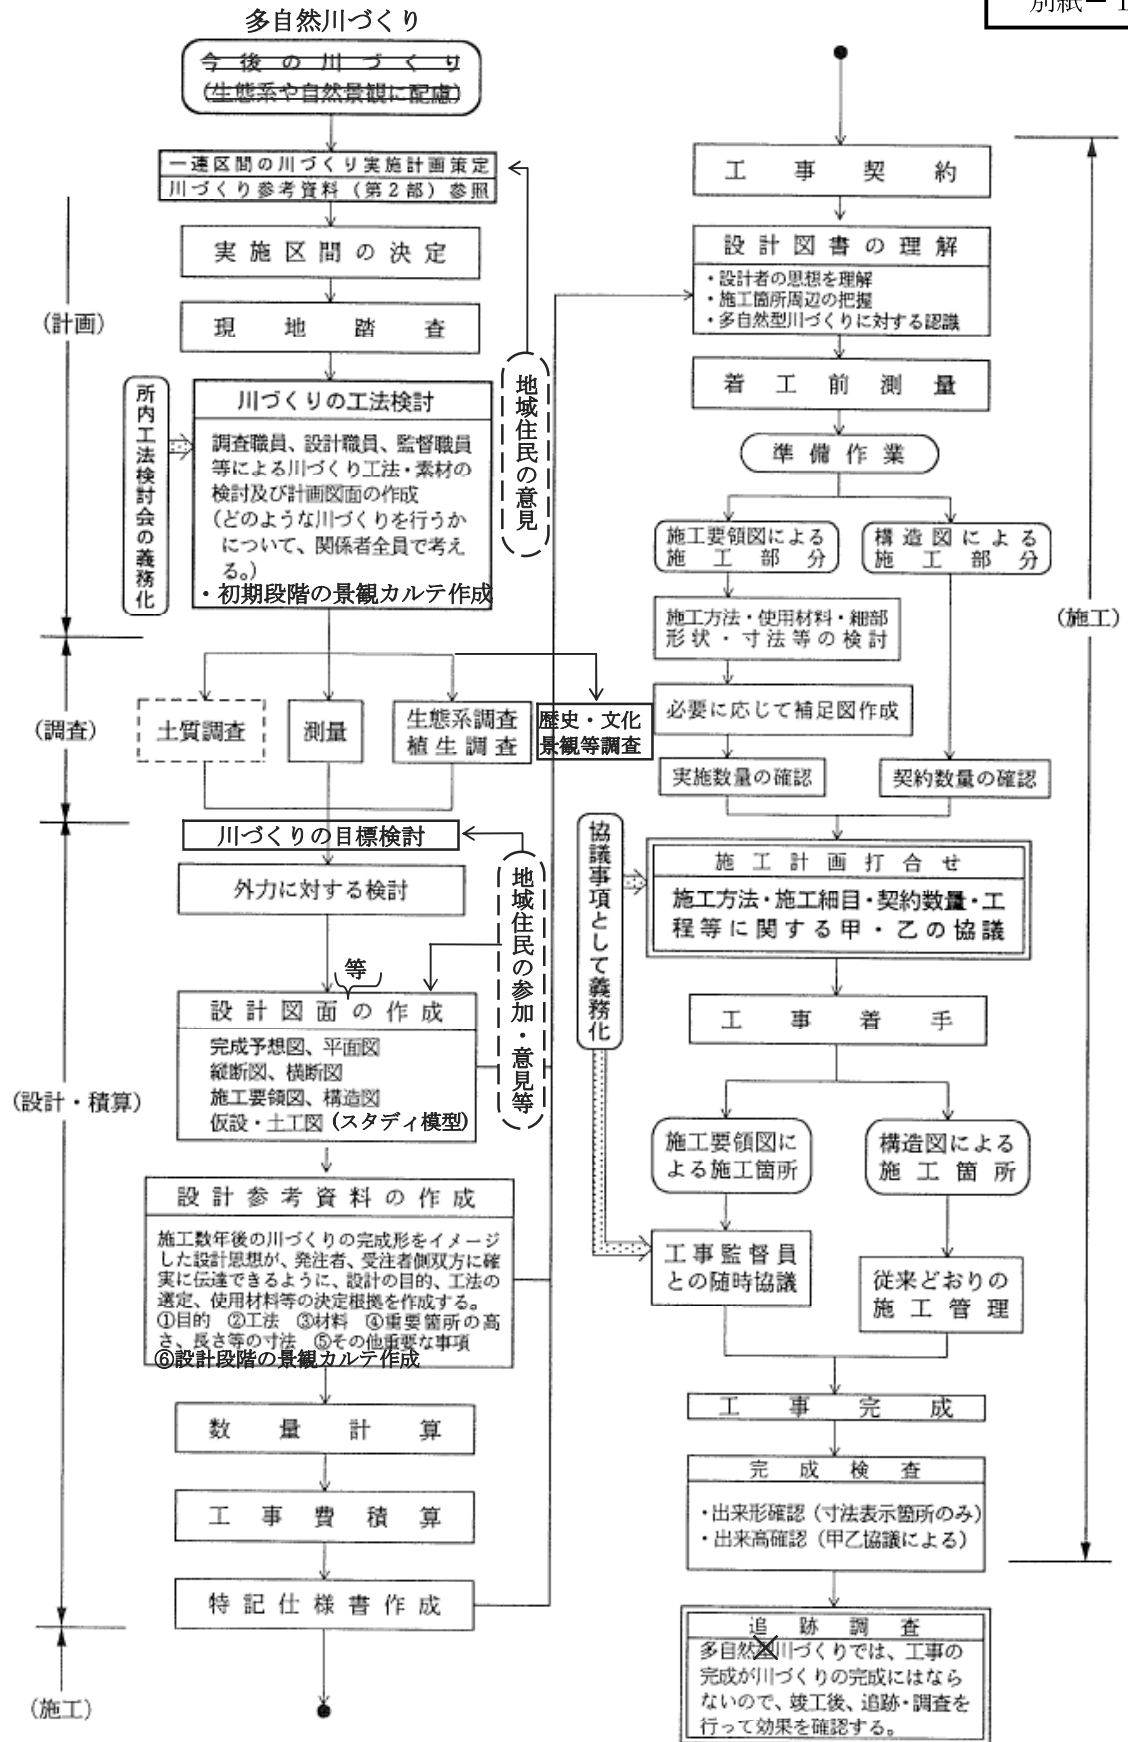 別紙－1
多自然川づくり
今後の川づくり
(生態系や自然景観に配慮)
一連区間の川づくり実施計画策定
川づくり参考資料（第2部）参照
実施区間の決定
現地踏査
(計画)
所内工法検討会の義務化
川づくりの工法検討
調査職員、設計職員、監督職員
等による川づくり工法・素材の
検討及び計画図面の作成
（どのような川づくりを行うか
について、関係者全員で考え
る。）
・初期段階の景観カルテ作成
地域住民の意見
(調査)
土質調査
測量
生態系調査
植生調査
歴史・文化
景観等調査
川づくりの目標検討
外力に対する検討
地域住民の参加・意見等
等
設計図面の作成
完成予想図、平面図
縦断図、横断図
施工要領図、構造図
仮設・土工図（スタディ模型）
(設計・積算)
設計参考資料の作成
施工数年後の川づくりの完成形をイメージ
した設計思想が、発注者、受注者側双方に確
実に伝達できるように、設計の目的、工法の
選定、使用材料等の決定根拠を作成する。
①目的　②工法　③材料　④重要箇所の高
さ、長さ等の寸法　⑤その他重要な事項
⑥設計段階の景観カルテ作成
数量計算
工事費積算
特記仕様書作成
(施工)
工事契約
設計図書の理解
・設計者の思想を理解
・施工箇所周辺の把握
・多自然型川づくりに対する認識
着工前測量
準備作業
施工要領図による
施工部分
構造図による
施工部分
施工方法・使用材料・細部
形状・寸法等の検討
必要に応じて補足図作成
実施数量の確認
契約数量の確認
(施工)
協議事項として義務化
施工計画打合せ
施工方法・施工細目・契約数量・工
程等に関する甲・乙の協議
工事着手
施工要領図に
よる施工箇所
構造図による
施工箇所
工事監督員
との随時協議
従来どおりの
施工管理
工事完成
完成検査
・出来形確認（寸法表示箇所のみ）
・出来高確認（甲乙協議による）
追跡調査
多自然型川づくりでは、工事の
完成が川づくりの完成にはなら
ないので、竣工後、追跡・調査を
行って効果を確認する。